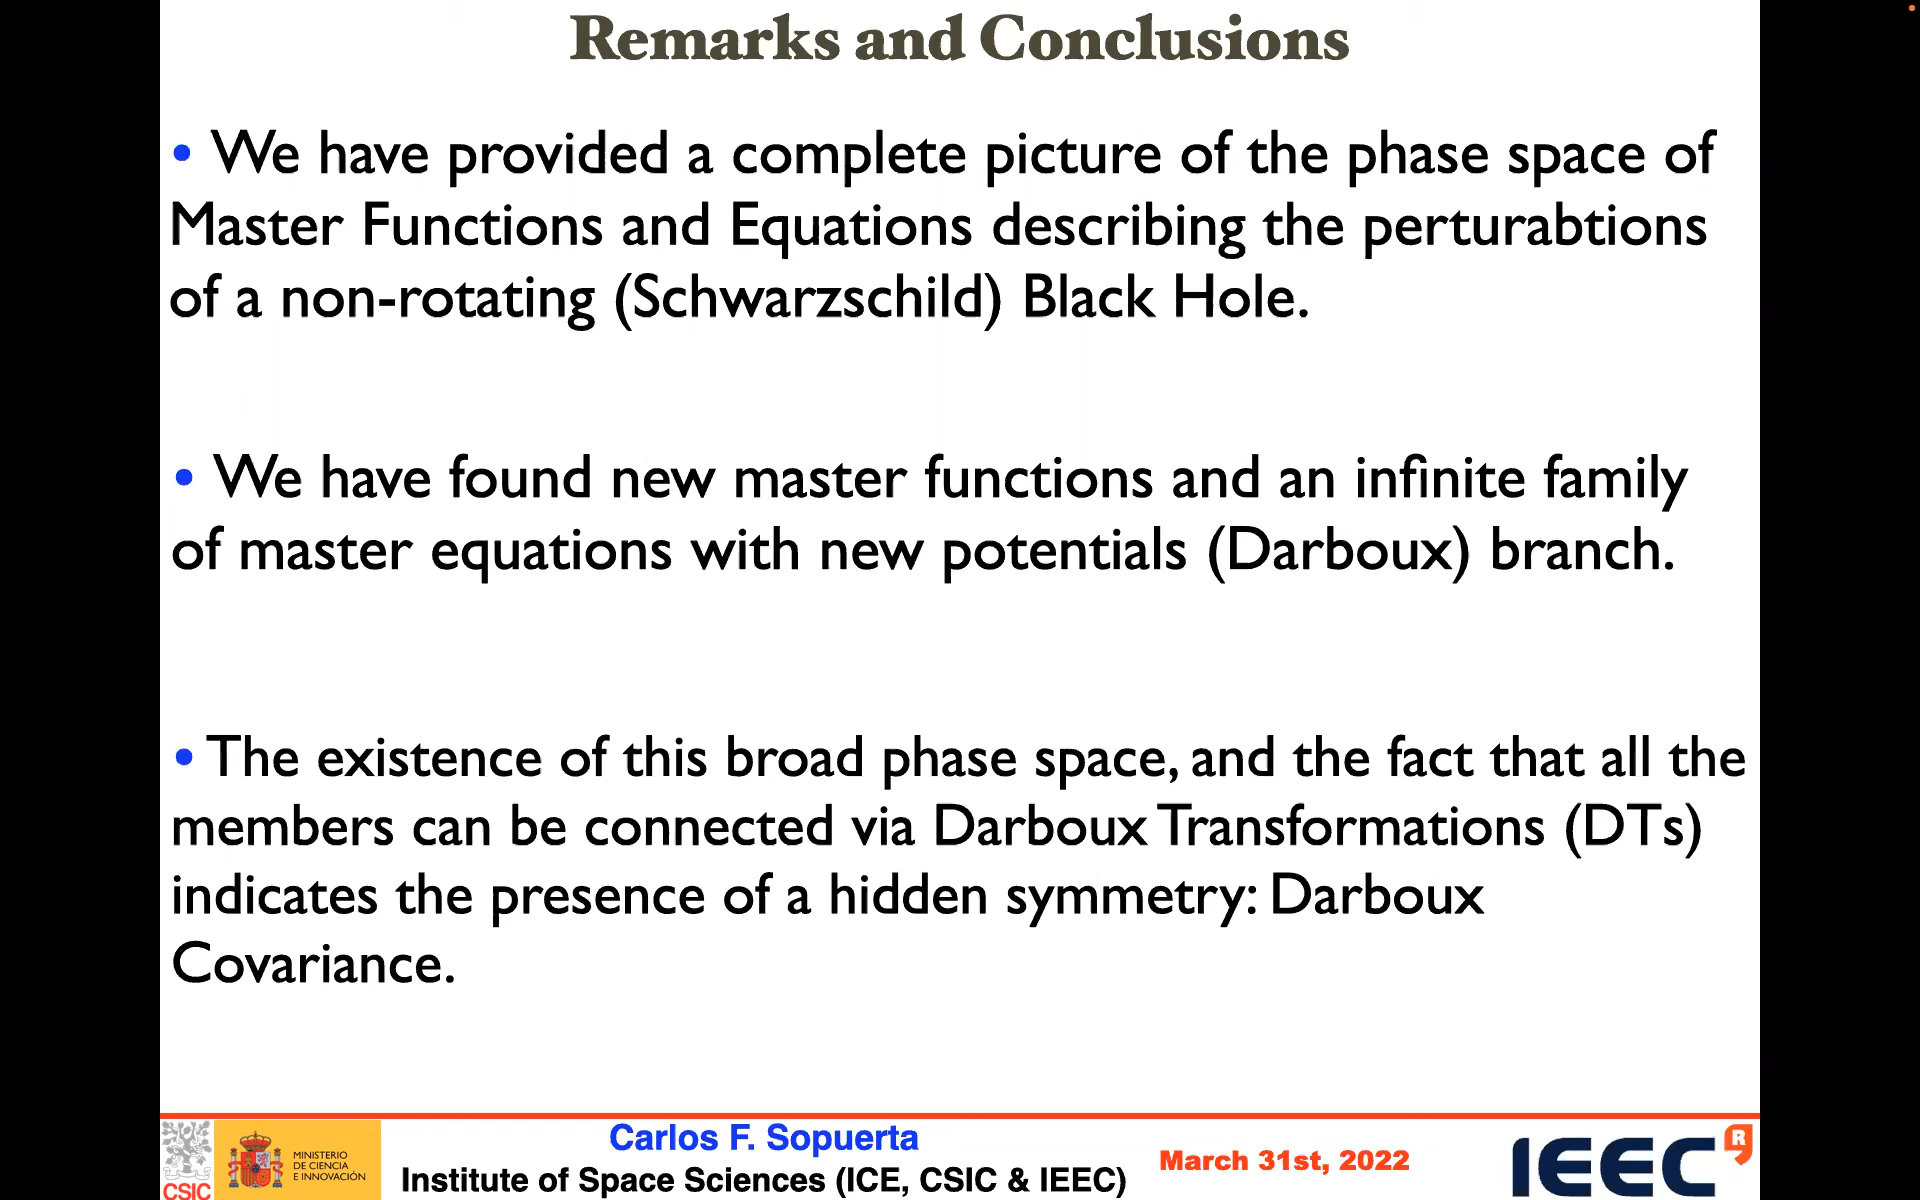 Remarks and Conclusions
• We have provided a complete picture of the phase space of
Master Functions and Equations describing the perturabtions
of a non-rotating (Schwarzschild) Black Hole.
• We have found new master functions and an infinite family
of master equations with new potentials (Darboux) branch.
• The existence of this broad phase space, and the fact that all the
members can be connected via Darboux Transformations (DTs)
indicates the presence of a hidden symmetry: Darboux
Covariance.
CSIC
MINISTERIO
DE CIENCIA
E INNOVACIÓN
Carlos F. Sopuerta
Institute of Space Sciences (ICE, CSIC & IEEC)
March 31st, 2022
IEEC
R